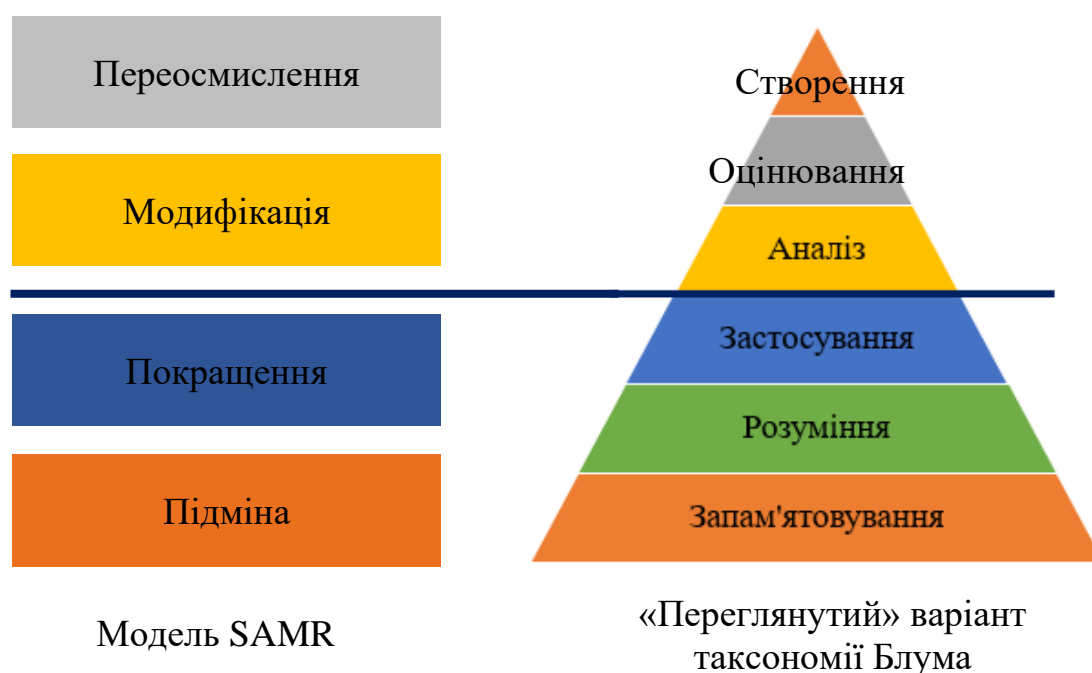 Переосмислення
Модифікація
Покращення
Підміна
Модель SAMR
Створення
Оцінювання
Аналіз
Застосування
Розуміння
Запам'ятовування
«Переглянутий» варіант
таксономії Блума